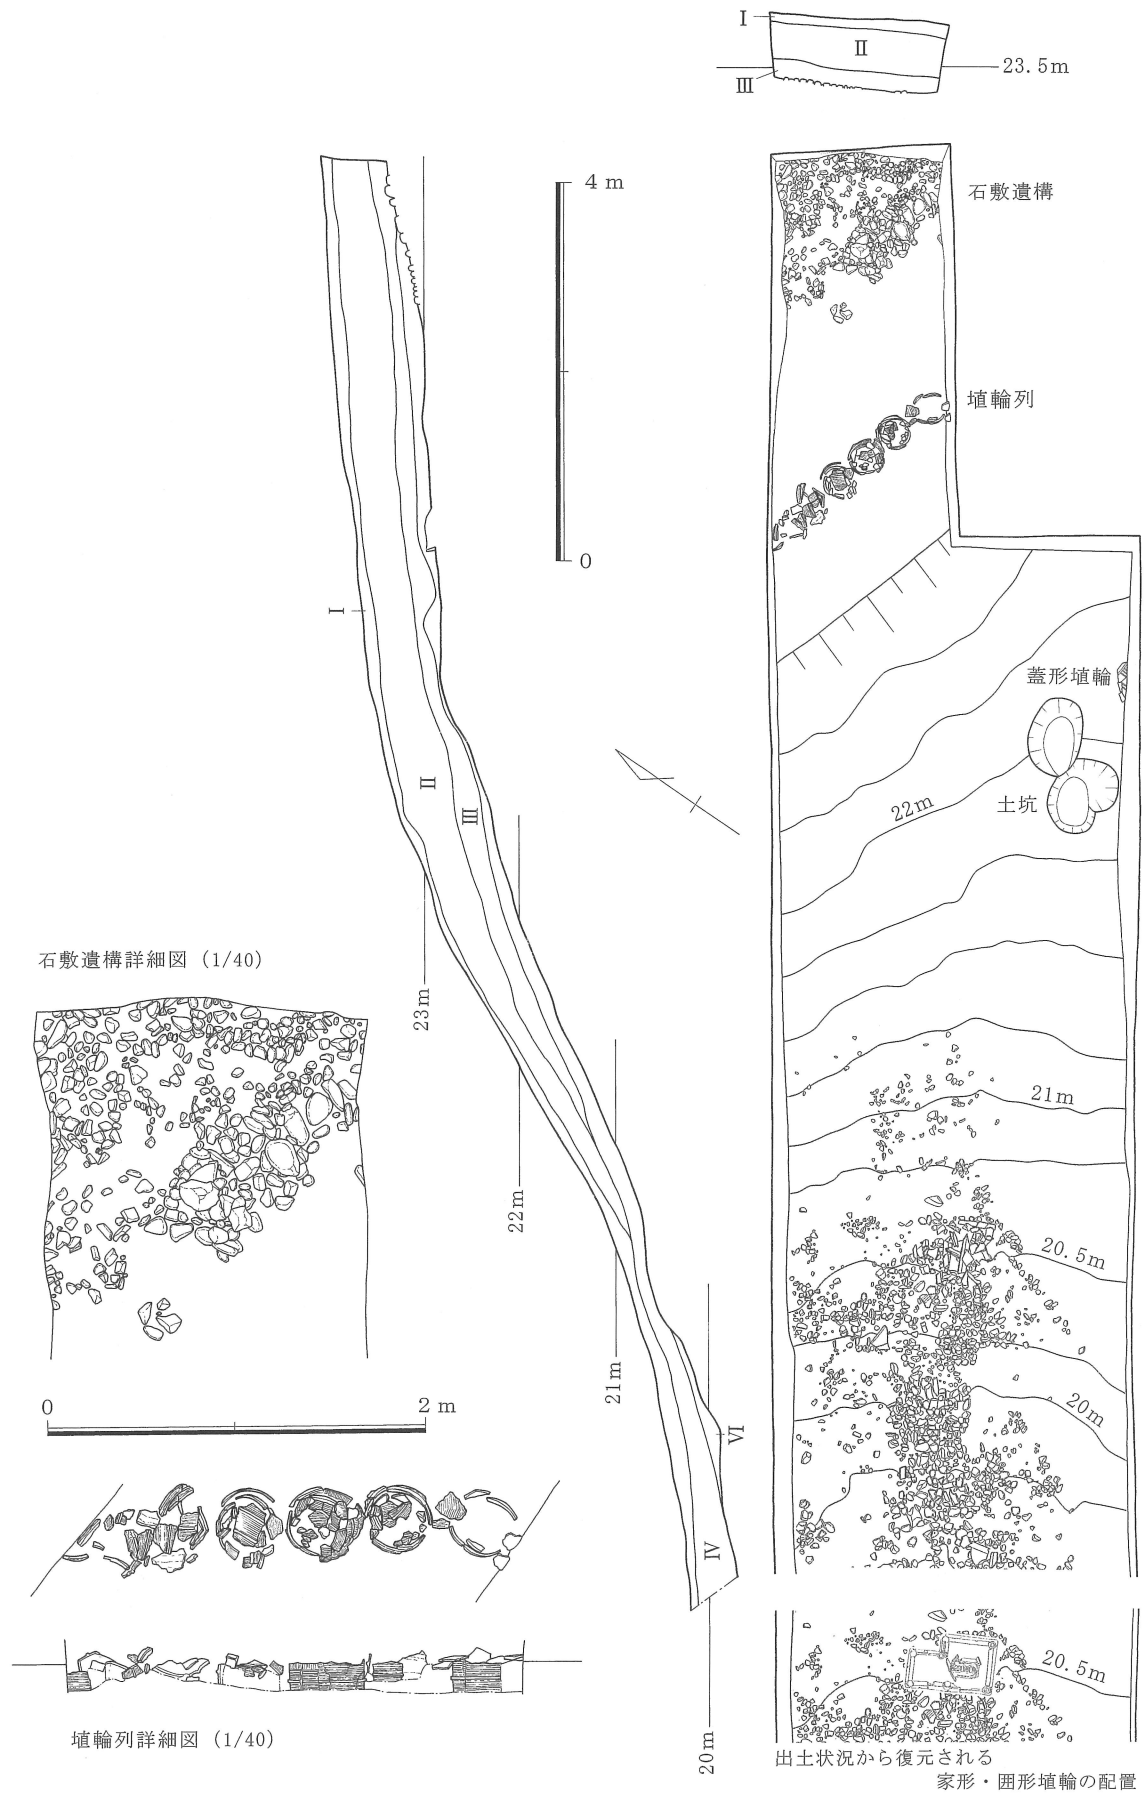 I
II
III
23.5m
4 m
0
石敷遺構
埴輪列
I
II
III
蓋形埴輪
土坑
22m
石敷遺構詳細図 (1/40)
23m
22m
21m
21m
20.5m
20m
0
2 m
VI
IV
埴輪列詳細図 (1/40)
20m
20.5m
出土状況から復元される
家形・囲形埴輪の配置